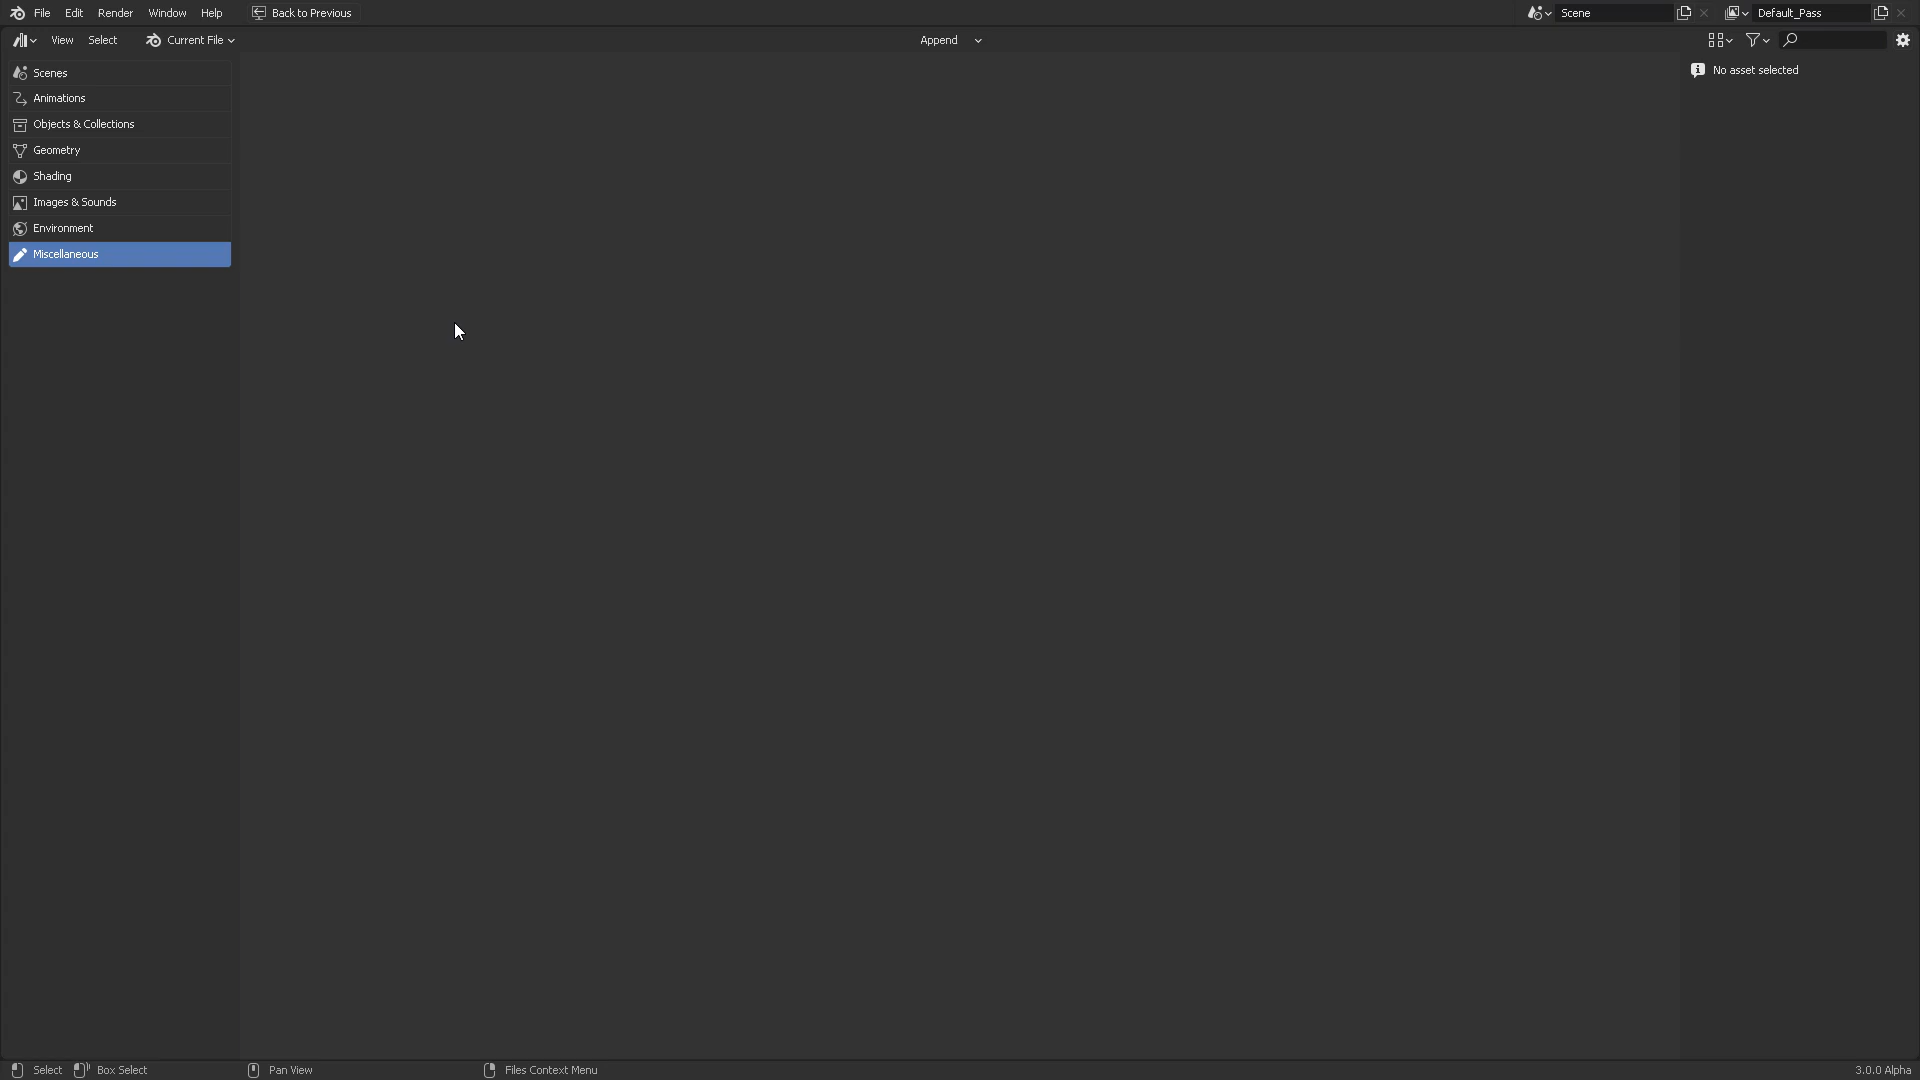 File Edit Render Window Help Back to Previous Scene Default_Pass
View Select Current File Append
Scenes
No asset selected
Animations
Objects & Collections
Geometry
Shading
Images & Sounds
Environment
Miscellaneous
Select Box Select Pan View Files Context Menu 3.0.0 Alpha